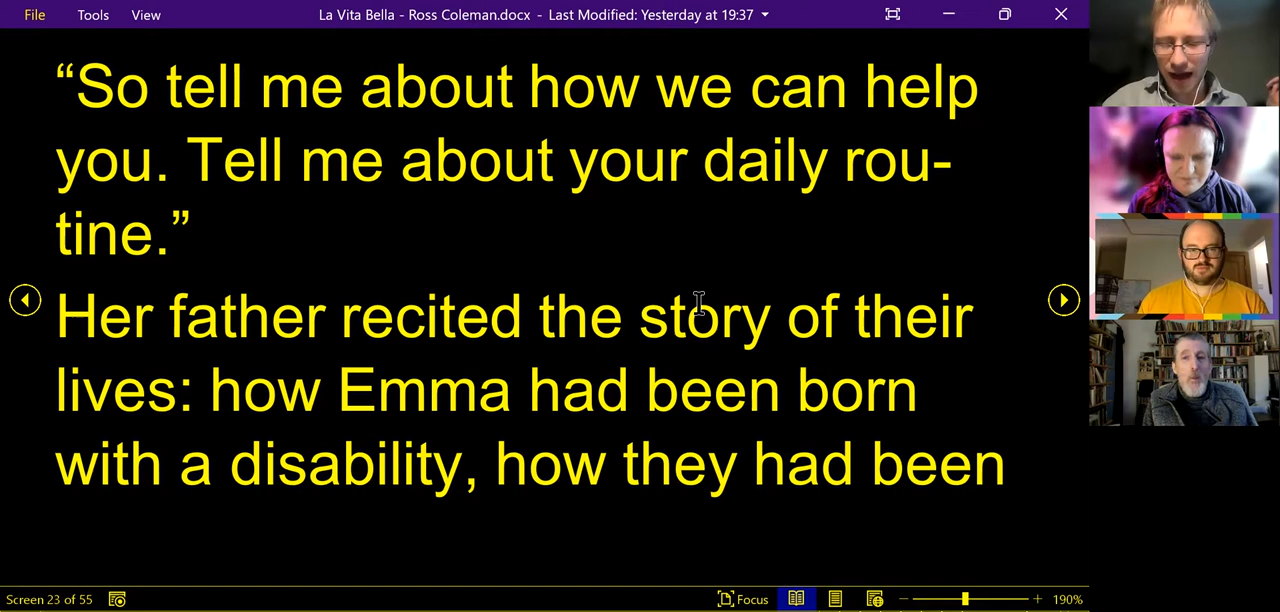 File Tools View La Vita Bella - Ross Coleman.docx - Last Modified: Yesterday at 19:37
“So tell me about how we can help
you. Tell me about your daily rou-
tine.”
Her father recited the story of their
lives: how Emma had been born
with a disability, how they had been
Screen 23 of 55 Focus 190%